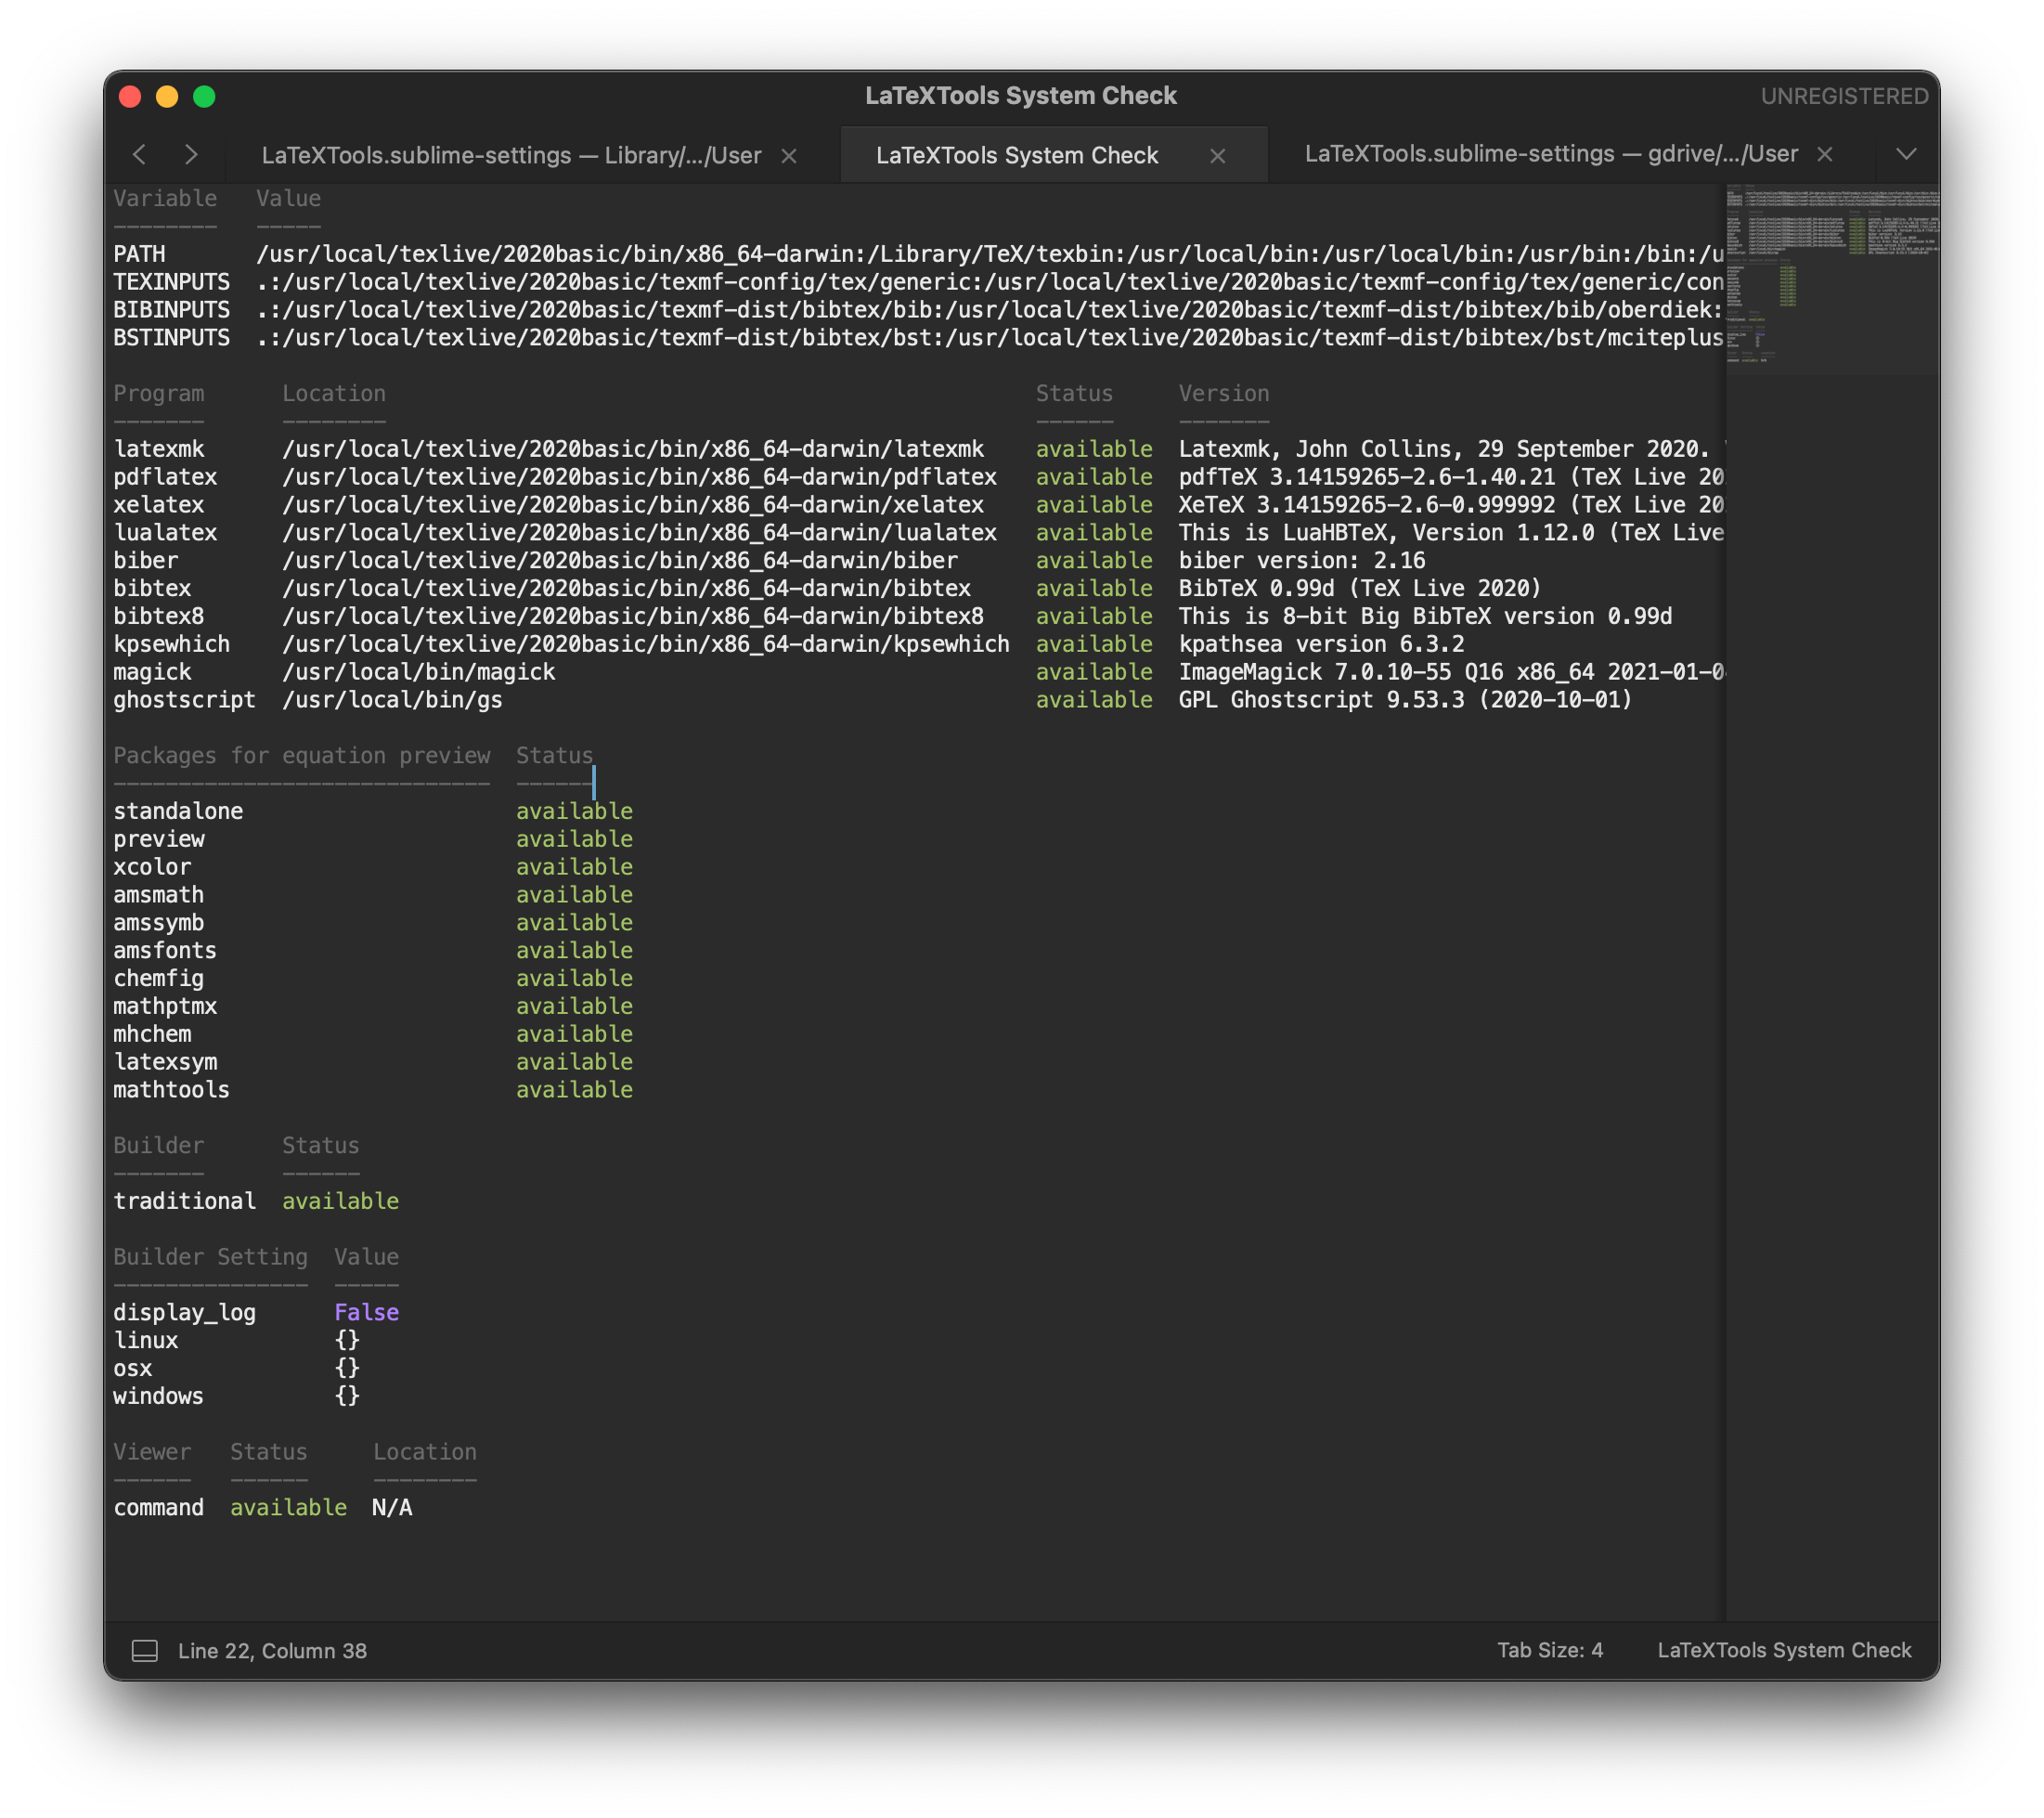 LaTeXTools System Check
UNREGISTERED
LaTeXTools.sublime-settings — Library/.../User
LaTeXTools System Check
LaTeXTools.sublime-settings — gdrive/.../User
Variable Value
-------- -----
PATH /usr/local/texlive/2020basic/bin/x86_64-darwin:/Library/TeX/texbin:/usr/local/bin:/usr/local/bin:/usr/bin:/bin:/u
TEXINPUTS .:/usr/local/texlive/2020basic/texmf-config/tex/generic:/usr/local/texlive/2020basic/texmf-config/tex/generic/con
BIBINPUTS .:/usr/local/texlive/2020basic/texmf-dist/bibtex/bib:/usr/local/texlive/2020basic/texmf-dist/bibtex/bib/oberdiek:
BSTINPUTS .:/usr/local/texlive/2020basic/texmf-dist/bibtex/bst:/usr/local/texlive/2020basic/texmf-dist/bibtex/bst/mciteplus
Program Location Status Version
------- -------- ------ -------
latexmk /usr/local/texlive/2020basic/bin/x86_64-darwin/latexmk available Latexmk, John Collins, 29 September 2020.
pdflatex /usr/local/texlive/2020basic/bin/x86_64-darwin/pdflatex available pdfTeX 3.14159265-2.6-1.40.21 (TeX Live 20
xelatex /usr/local/texlive/2020basic/bin/x86_64-darwin/xelatex available XeTeX 3.14159265-2.6-0.999992 (TeX Live 20
lualatex /usr/local/texlive/2020basic/bin/x86_64-darwin/lualatex available This is LuaHBTeX, Version 1.12.0 (TeX Live
biber /usr/local/texlive/2020basic/bin/x86_64-darwin/biber available biber version: 2.16
bibtex /usr/local/texlive/2020basic/bin/x86_64-darwin/bibtex available BibTeX 0.99d (TeX Live 2020)
bibtex8 /usr/local/texlive/2020basic/bin/x86_64-darwin/bibtex8 available This is 8-bit Big BibTeX version 0.99d
kpsewhich /usr/local/texlive/2020basic/bin/x86_64-darwin/kpsewhich available kpathsea version 6.3.2
magick /usr/local/bin/magick available ImageMagick 7.0.10-55 Q16 x86_64 2021-01-0
ghostscript /usr/local/bin/gs available GPL Ghostscript 9.53.3 (2020-10-01)
Packages for equation preview Status
----------------------------- ------
standalone available
preview available
xcolor available
amsmath available
amssymb available
amsfonts available
chemfig available
mathptmx available
mhchem available
latexsym available
mathtools available
Builder Status
------- ------
traditional available
Builder Setting Value
--------------- -----
display_log False
linux {}
osx {}
windows {}
Viewer Status Location
------ ------ --------
command available N/A
Line 22, Column 38
Tab Size: 4
LaTeXTools System Check